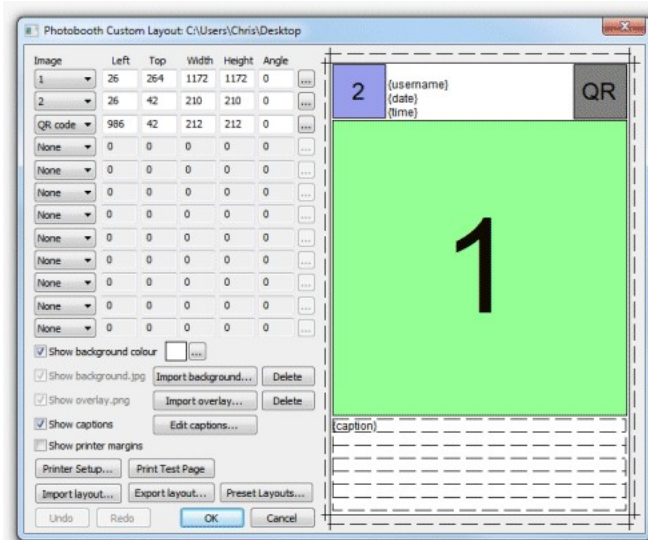 Photobooth Custom Layout: C:\Users\Chris\Desktop
Image Left Top Width Height Angle
1 26 264 1172 1172 0 ...
2 26 42 210 210 0 ...
QR code 986 42 212 212 0 ...
None 0 0 0 0 0 ...
None 0 0 0 0 0 ...
None 0 0 0 0 0 ...
None 0 0 0 0 0 ...
None 0 0 0 0 0 ...
None 0 0 0 0 0 ...
None 0 0 0 0 0 ...
None 0 0 0 0 0 ...
None 0 0 0 0 0 ...
Show background colour ...
Show background.jpg Import background... Delete
Show overlay.png Import overlay... Delete
Show captions Edit captions...
Show printer margins
Printer Setup... Print Test Page
Import layout... Export layout... Preset Layouts...
Undo Redo OK Cancel
2
{username}
{date}
{time}
QR
1
{caption}